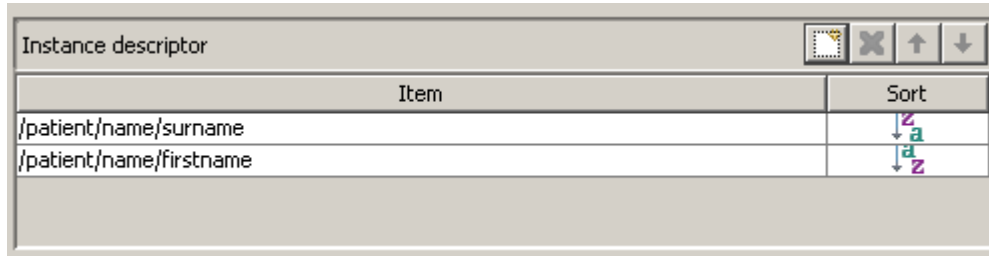 Instance descriptor
Item Sort
/patient/name/surname z a
/patient/name/firstname a z